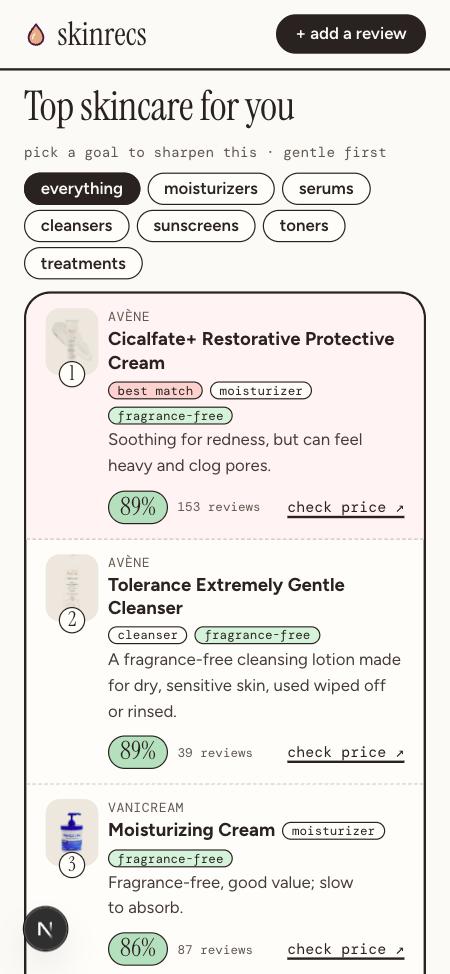 skinrecs
+ add a review
Top skincare for you
pick a goal to sharpen this · gentle first
everything
moisturizers
serums
cleansers
sunscreens
toners
treatments
AVÈNE
Cicalfate+ Restorative Protective
Cream
1
best match
moisturizer
fragrance-free
Soothing for redness, but can feel
heavy and clog pores.
89%
153 reviews
check price ↗
AVÈNE
Tolerance Extremely Gentle
Cleanser
2
cleanser
fragrance-free
A fragrance-free cleansing lotion made
for dry, sensitive skin, used wiped off
or rinsed.
89%
39 reviews
check price ↗
VANICREAM
Moisturizing Cream
moisturizer
3
fragrance-free
Fragrance-free, good value; slow
to absorb.
N
86%
87 reviews
check price ↗